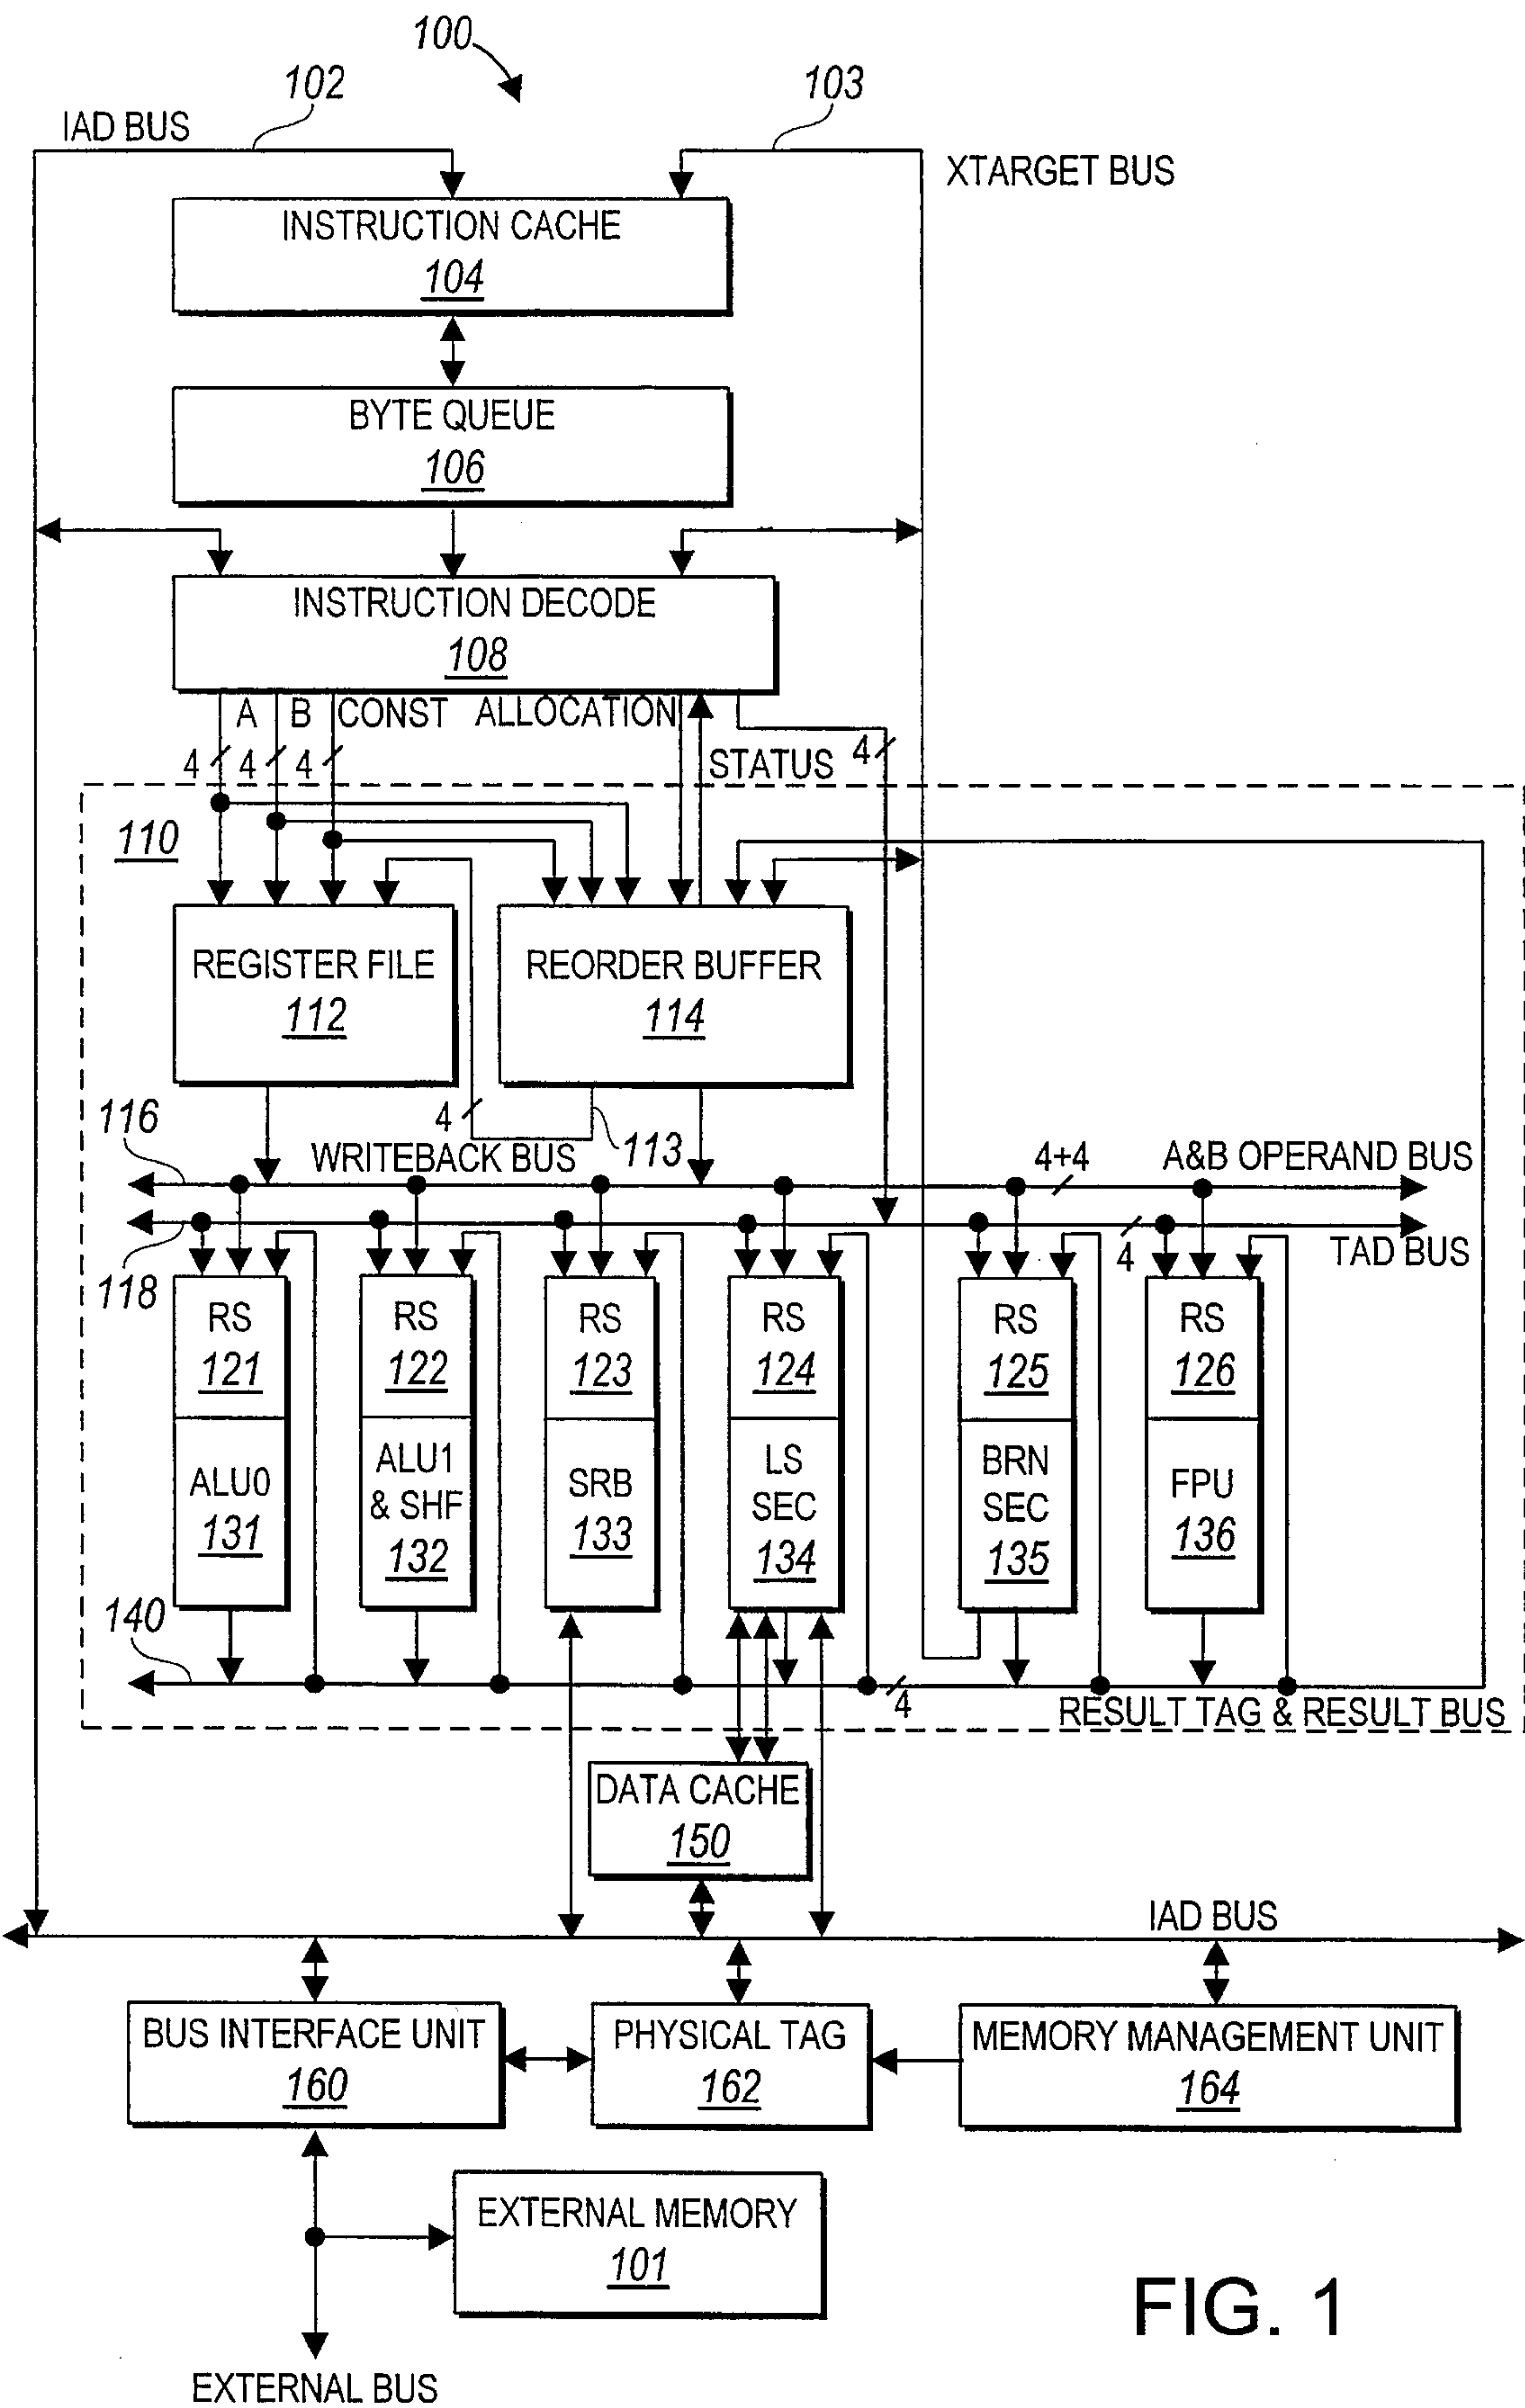 100
102
103
IAD BUS
XTARGET BUS
INSTRUCTION CACHE
104
BYTE QUEUE
106
INSTRUCTION DECODE
108
A B CONST ALLOCATION
4 4 4 STATUS 4
110
REGISTER FILE
112
REORDER BUFFER
114
4
113
116
WRITEBACK BUS
4+4
A&B OPERAND BUS
118
4
TAD BUS
RS
121
ALU0
131
RS
122
ALU1
& SHF
132
RS
123
SRB
133
RS
124
LS
SEC
134
RS
125
BRN
SEC
135
RS
126
FPU
136
140
4
RESULT TAG & RESULT BUS
DATA CACHE
150
IAD BUS
BUS INTERFACE UNIT
160
PHYSICAL TAG
162
MEMORY MANAGEMENT UNIT
164
EXTERNAL MEMORY
101
EXTERNAL BUS
FIG. 1